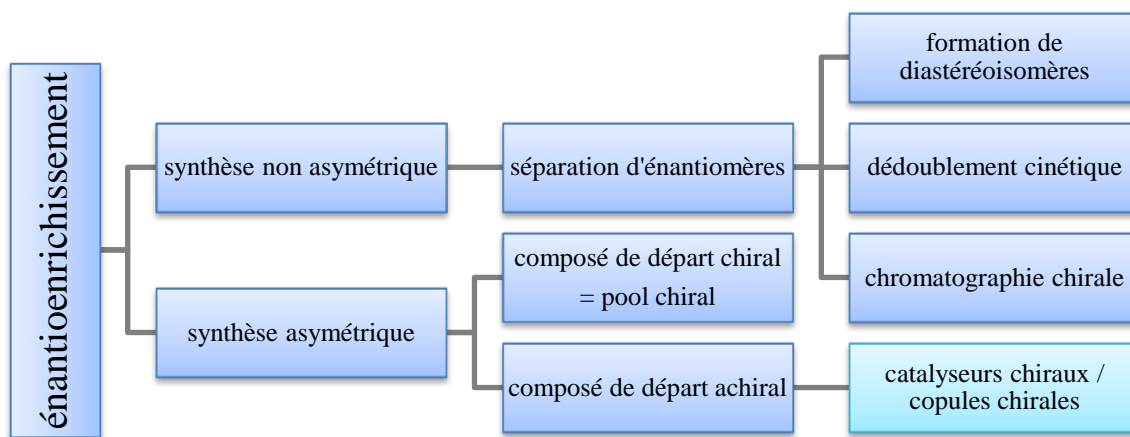 énantioenrichissement
synthèse non asymétrique
séparation d'énantiomères
formation de
diastéréoisomères
dédoublement cinétique
chromatographie chirale
synthèse asymétrique
composé de départ chiral
= pool chiral
composé de départ achiral
catalyseurs chiraux /
copules chirales